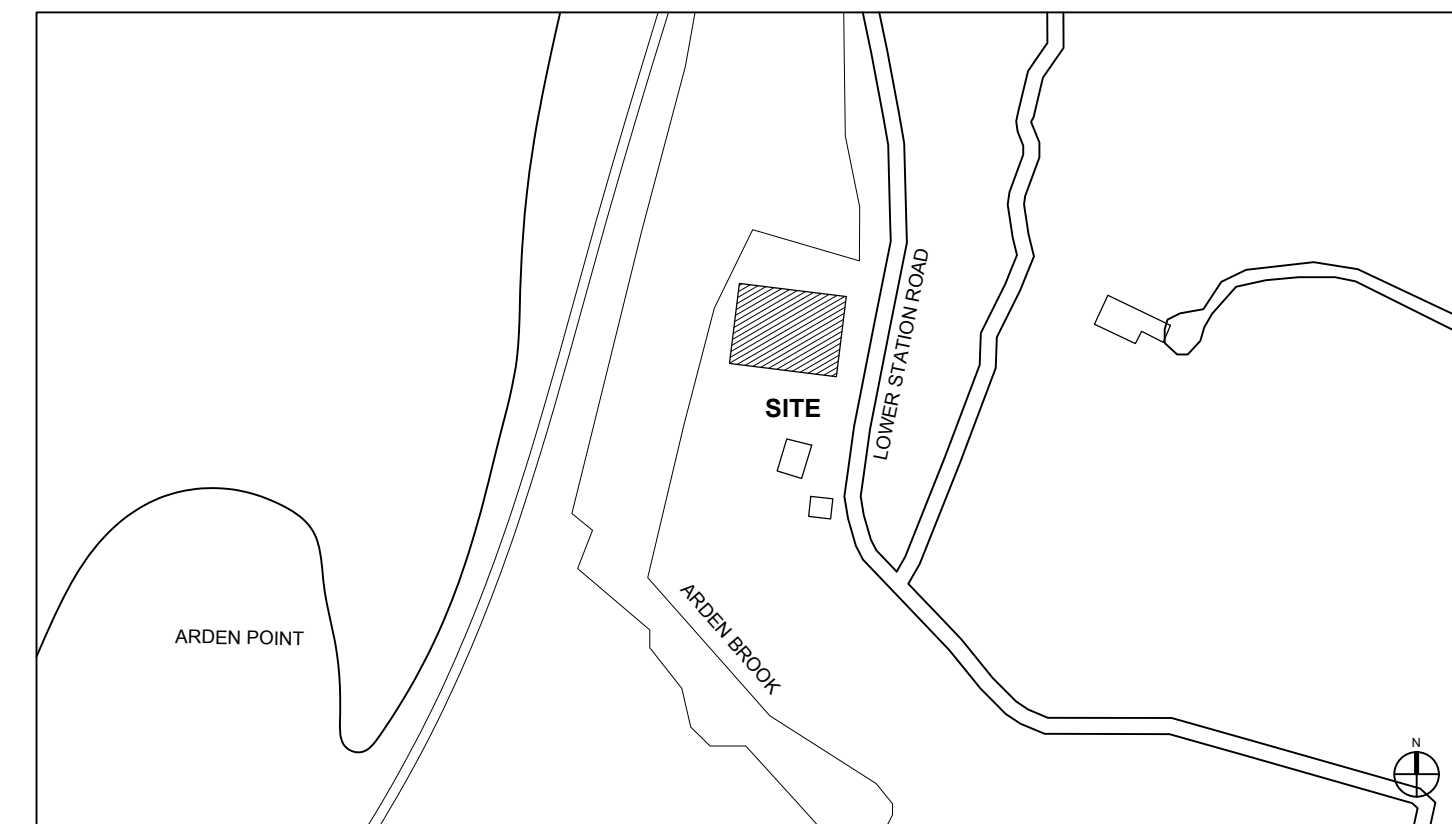 LOWER STATION ROAD
SITE
ARDEN BROOK
ARDEN POINT
N